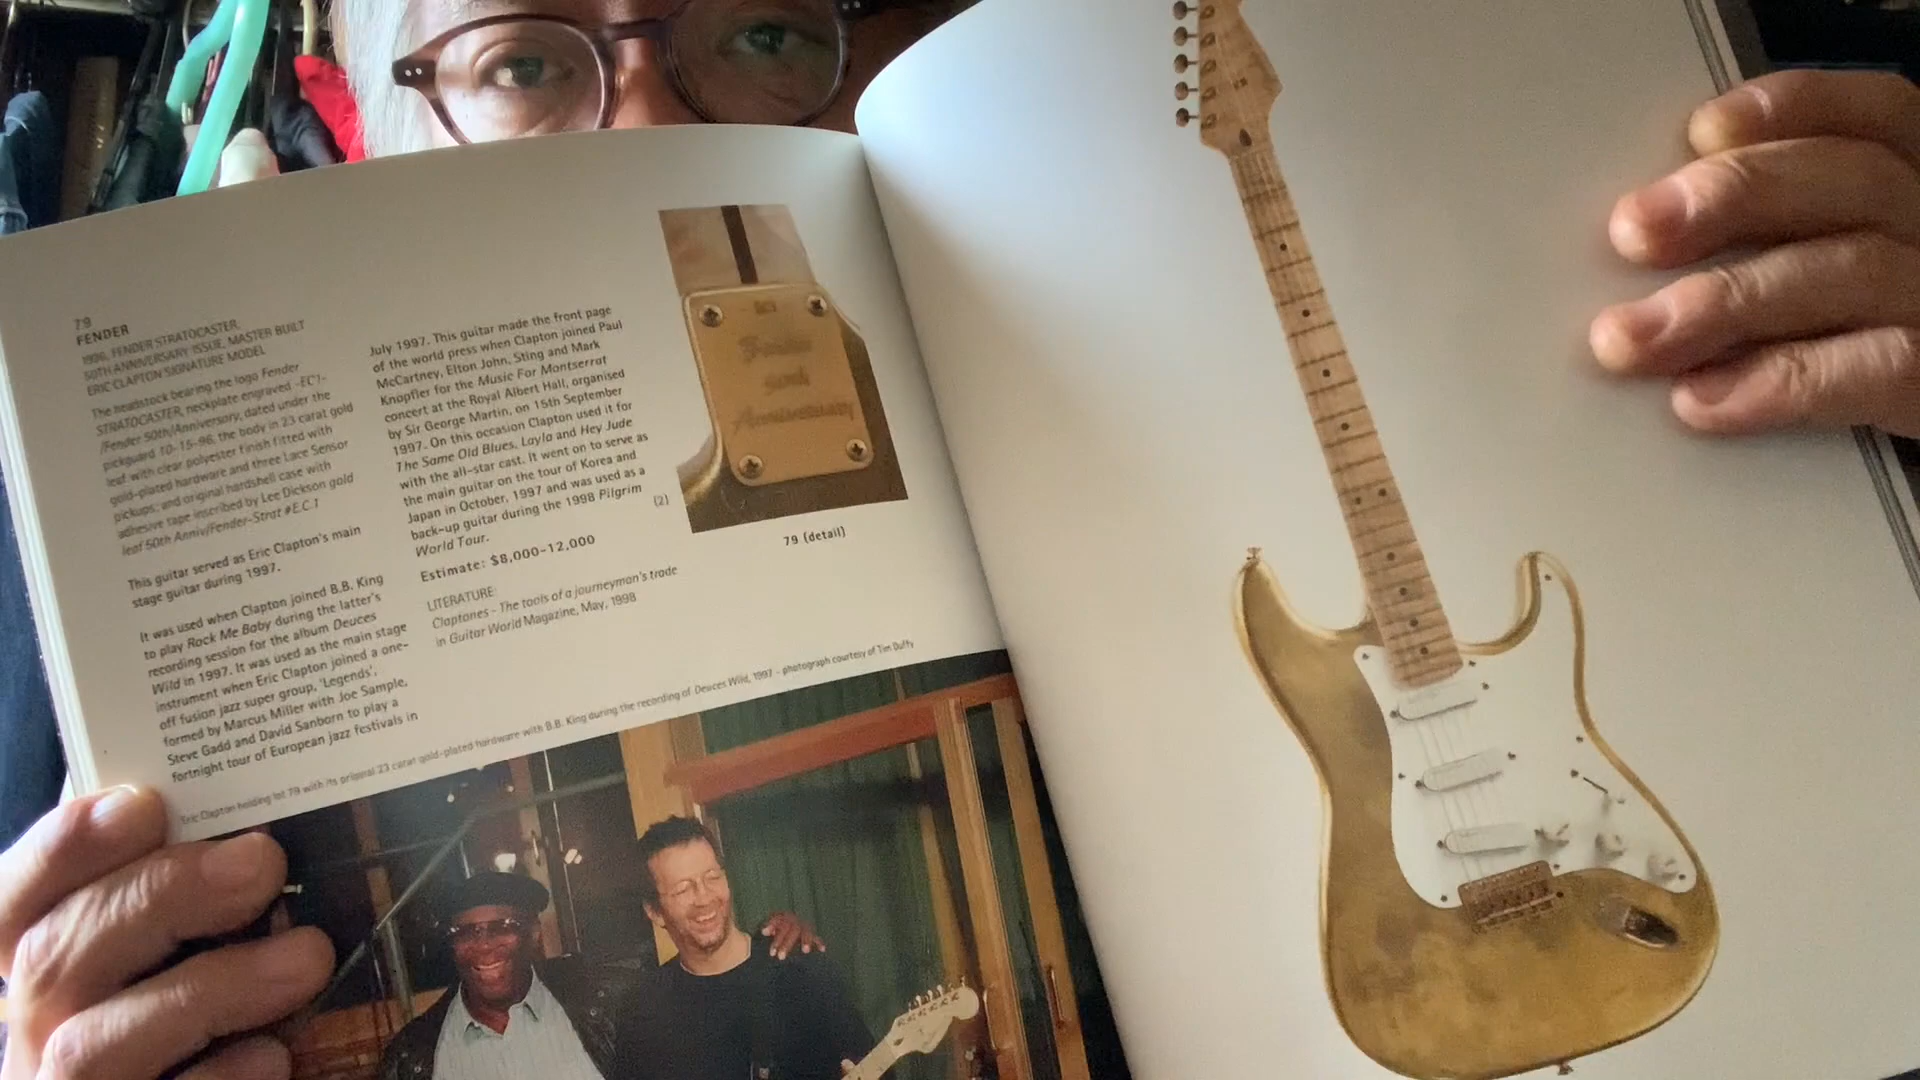 79
FENDER
1996, FENDER STRATOCASTER,
50TH ANNIVERSARY ISSUE, MASTER BUILT
ERIC CLAPTON SIGNATURE MODEL
The headstock bearing the logo Fender
STRATOCASTER, neckplate engraved -EC1-
/Fender 50th/Anniversary, dated under the
pickguard 10-15-96, the body in 23 carat gold
leaf with clear polyester finish fitted with
gold-plated hardware and three Lace Sensor
pickups; and original hardshell case with
adhesive tape inscribed by Lee Dickson gold
leaf 50th Anniv/Fender-Strat #E.C.1
(2)
This guitar served as Eric Clapton's main
stage guitar during 1997.
It was used when Clapton joined B.B. King
to play Rock Me Baby during the latter's
recording session for the album Deuces
Wild in 1997. It was used as the main stage
instrument when Eric Clapton joined a one-
off fusion jazz super group, 'Legends',
formed by Marcus Miller with Joe Sample,
Steve Gadd and David Sanborn to play a
fortnight tour of European jazz festivals in
July 1997. This guitar made the front page
of the world press when Clapton joined Paul
McCartney, Elton John, Sting and Mark
Knopfler for the Music For Montserrat
concert at the Royal Albert Hall, organised
by Sir George Martin, on 15th September
1997. On this occasion Clapton used it for
The Same Old Blues, Layla and Hey Jude
with the all-star cast. It went on to serve as
the main guitar on the tour of Korea and
Japan in October, 1997 and was used as a
back-up guitar during the 1998 Pilgrim
World Tour.
Estimate: $8,000-12,000
LITERATURE:
Claptones - The tools of a journeyman's trade
in Guitar World Magazine, May, 1998
EC1
Fender
50th
Anniversary
79 (detail)
Eric Clapton holding lot 79 with its original 23 carat gold-plated hardware with B.B. King during the recording of Deuces Wild, 1997 - photograph courtesy of Tim Duffy